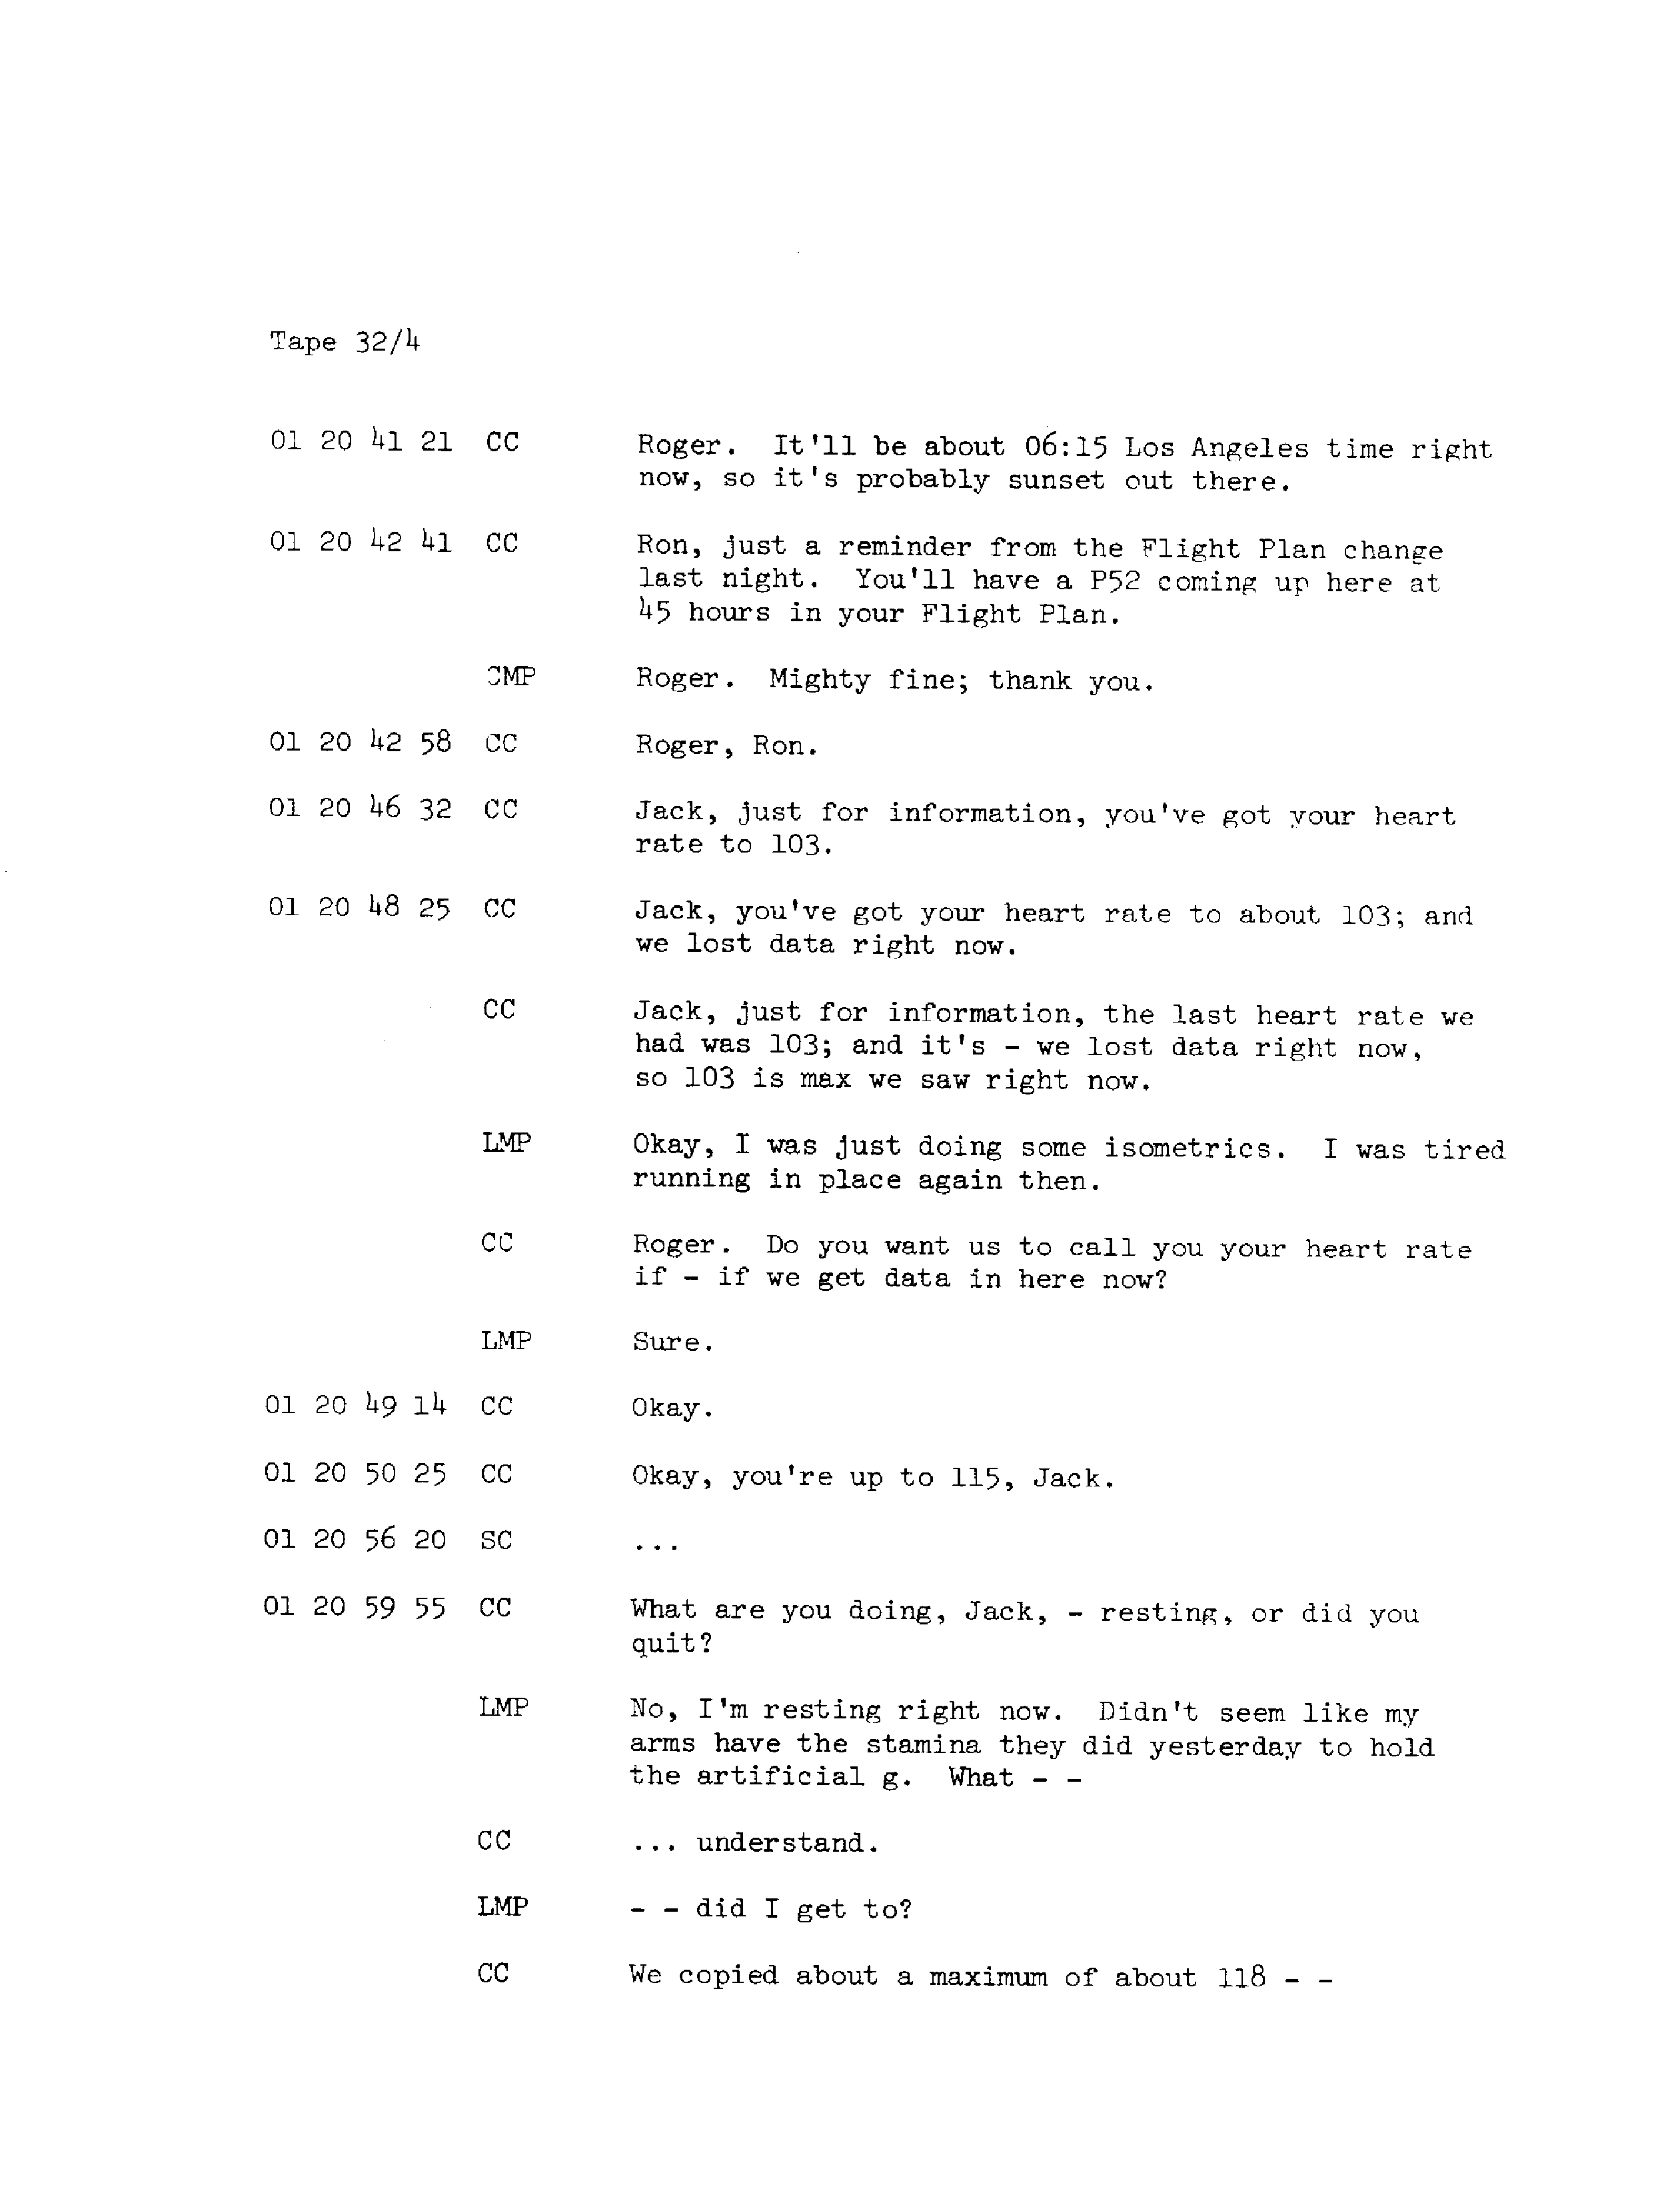 Tape 32/4
01 20 41 21 CC Roger. It'll be about 06:15 Los Angeles time right
now, so it's probably sunset out there.
01 20 42 41 CC Ron, just a reminder from the Flight Plan change
last night. You'll have a P52 coming up here at
45 hours in your Flight Plan.
CMP Roger. Mighty fine; thank you.
01 20 42 58 CC Roger, Ron.
01 20 46 32 CC Jack, just for information, you've got your heart
rate to 103.
01 20 48 25 CC Jack, you've got your heart rate to about 103; and
we lost data right now.
CC Jack, just for information, the last heart rate we
had was 103; and it's - we lost data right now,
so 103 is max we saw right now.
LMP Okay, I was just doing some isometrics. I was tired
running in place again then.
CC Roger. Do you want us to call you your heart rate
if - if we get data in here now?
LMP Sure.
01 20 49 14 CC Okay.
01 20 50 25 CC Okay, you're up to 115, Jack.
01 20 56 20 SC ...
01 20 59 55 CC What are you doing, Jack, - resting, or did you
quit?
LMP No, I'm resting right now. Didn't seem like my
arms have the stamina they did yesterday to hold
the artificial g. What - -
CC ... understand.
LMP - - did I get to?
CC We copied about a maximum of about 118 - -